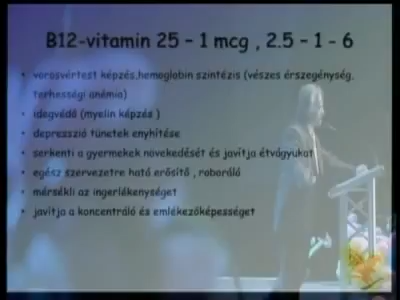 B12-vitamin 25 – 1 mcg , 2.5 – 1 - 6
• vörösvértest képzés,hemoglobin szintézis (vészes érszegénység,
terhességi anémia)
• idegvédő (myelin képzés )
• depresszió tünetek enyhítése
• serkenti a gyermekek növekedését és javítja étvágyukat
• egész szervezetre ható erősítő , roboráló
• mérsékli az ingerlékenységet
• javítja a koncentráló és emlékezőképességet